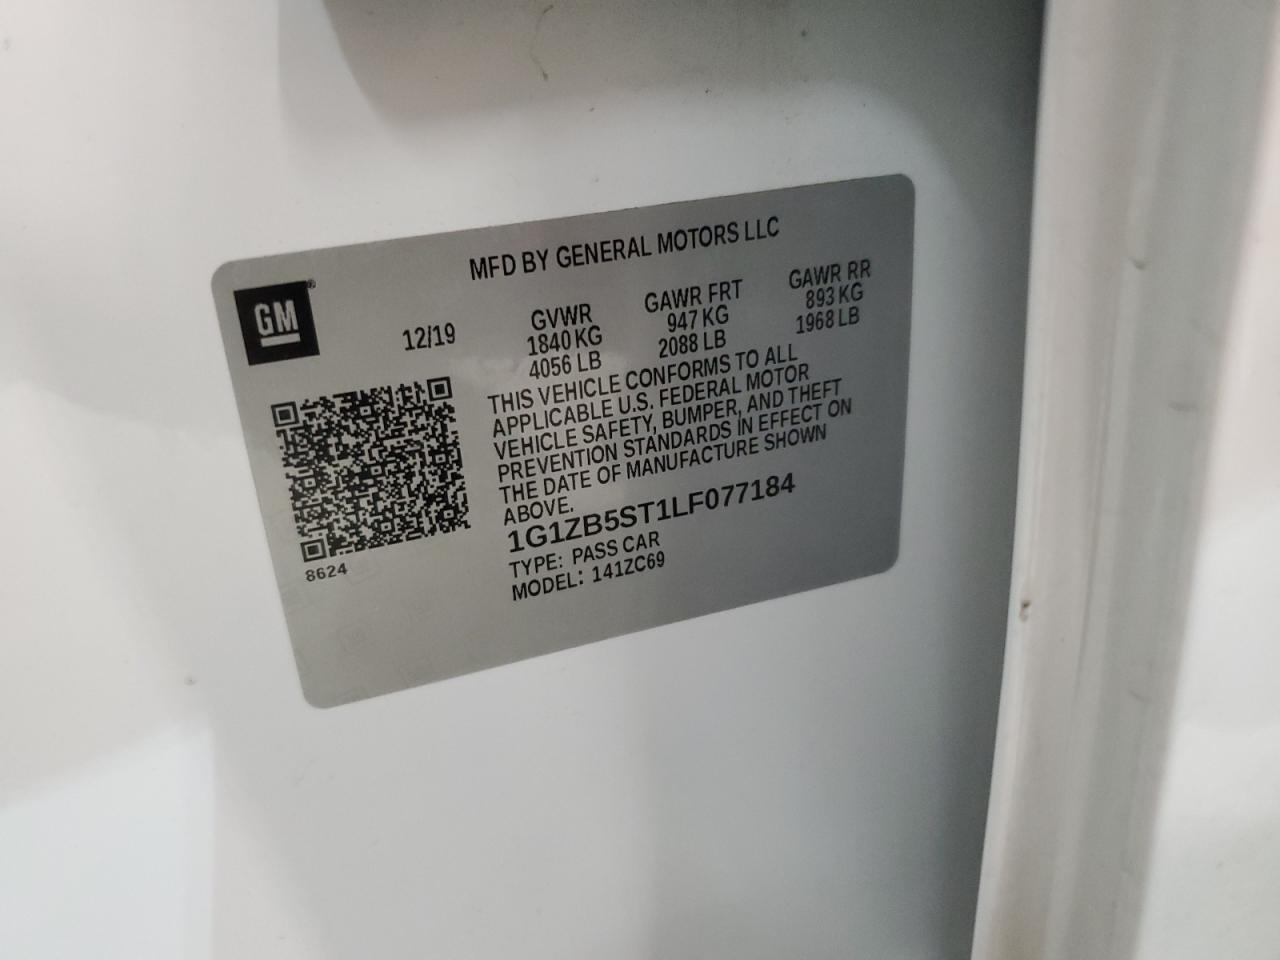 MFD BY GENERAL MOTORS LLC
GM®
12/19
GVWR
1840 KG
4056 LB
GAWR FRT
947 KG
2088 LB
GAWR RR
893 KG
1968 LB
THIS VEHICLE CONFORMS TO ALL
APPLICABLE U.S. FEDERAL MOTOR
VEHICLE SAFETY, BUMPER, AND THEFT
PREVENTION STANDARDS IN EFFECT ON
THE DATE OF MANUFACTURE SHOWN
ABOVE.
1G1ZB5ST1LF077184
TYPE: PASS CAR
MODEL: 141ZC69
8624